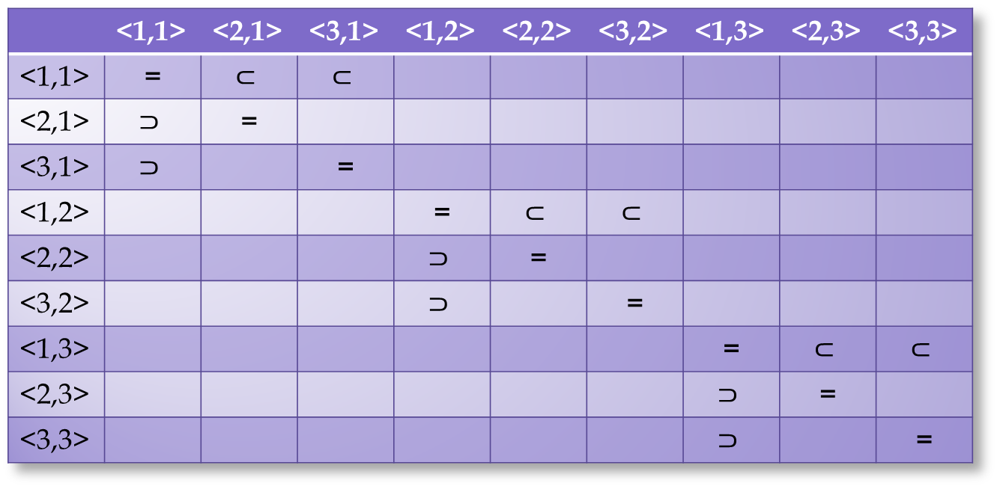 <1,1> <2,1> <3,1> <1,2> <2,2> <3,2> <1,3> <2,3> <3,3>
<1,1> = ⊂ ⊂
<2,1> ⊃ =
<3,1> ⊃ =
<1,2> = ⊂ ⊂
<2,2> ⊃ =
<3,2> ⊃ =
<1,3> = ⊂ ⊂
<2,3> ⊃ =
<3,3> ⊃ =